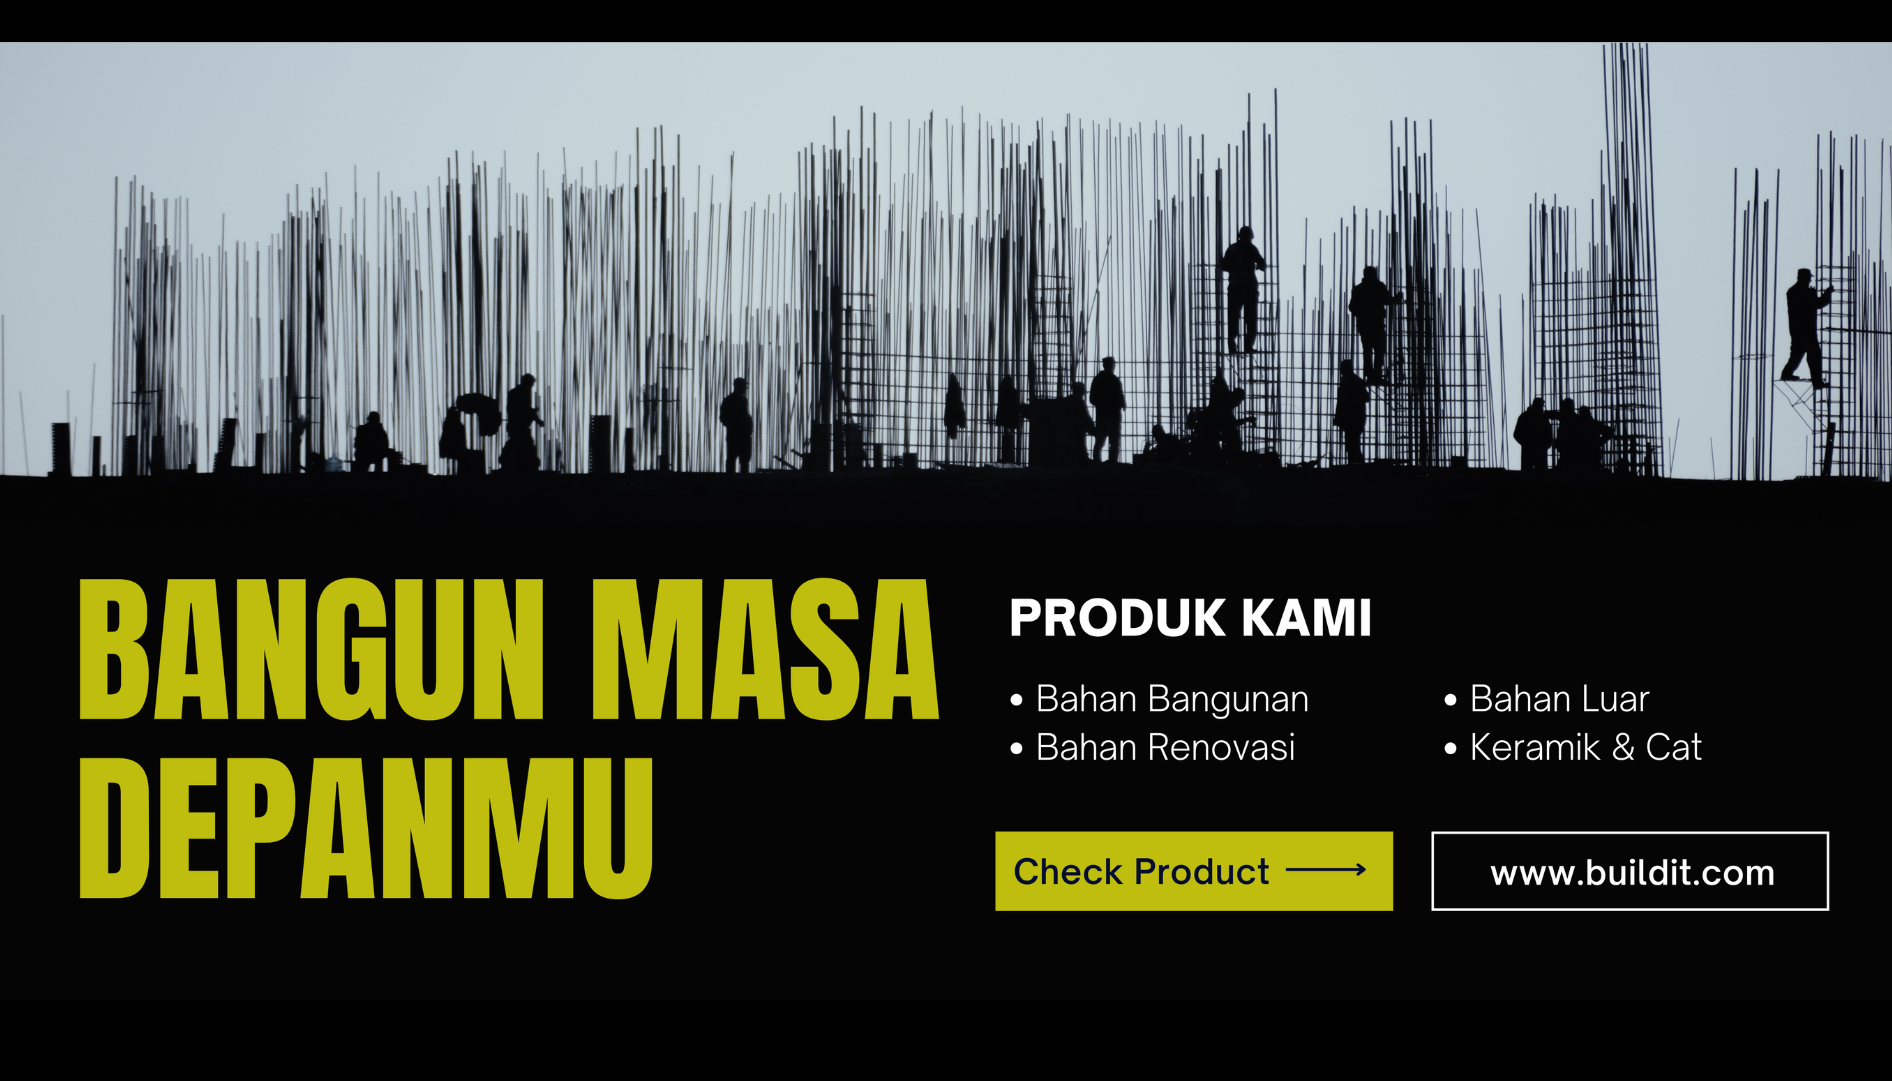 BANGUN MASA
DEPANMU
PRODUK KAMI
• Bahan Bangunan
• Bahan Renovasi
• Bahan Luar
• Keramik & Cat
Check Product
www.buildit.com